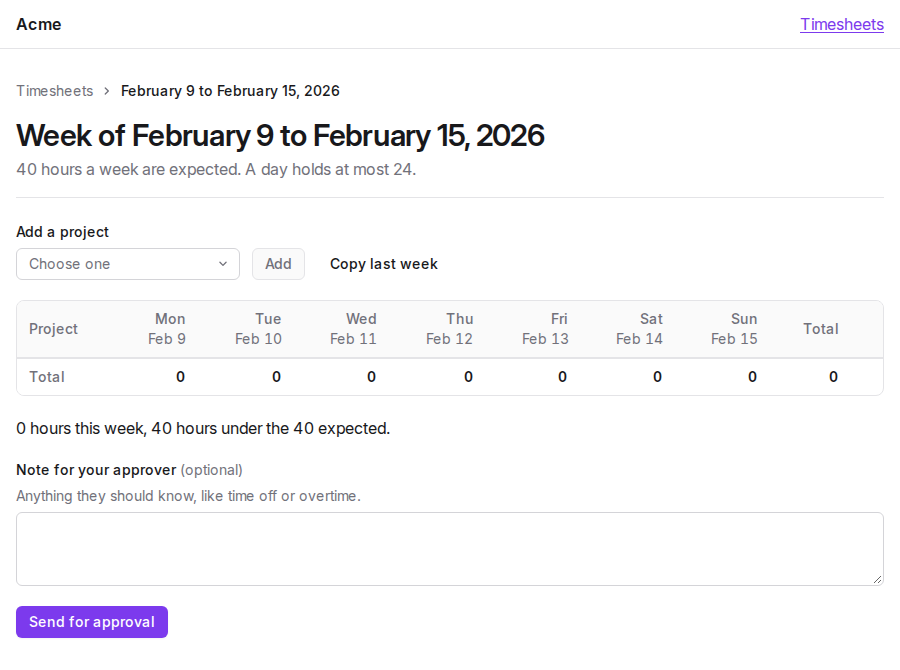 Acme
Timesheets
Timesheets > February 9 to February 15, 2026
Week of February 9 to February 15, 2026
40 hours a week are expected. A day holds at most 24.
Add a project
Choose one
Add
Copy last week
Project Mon Feb 9 Tue Feb 10 Wed Feb 11 Thu Feb 12 Fri Feb 13 Sat Feb 14 Sun Feb 15 Total
Total 0 0 0 0 0 0 0 0
0 hours this week, 40 hours under the 40 expected.
Note for your approver (optional)
Anything they should know, like time off or overtime.
Send for approval